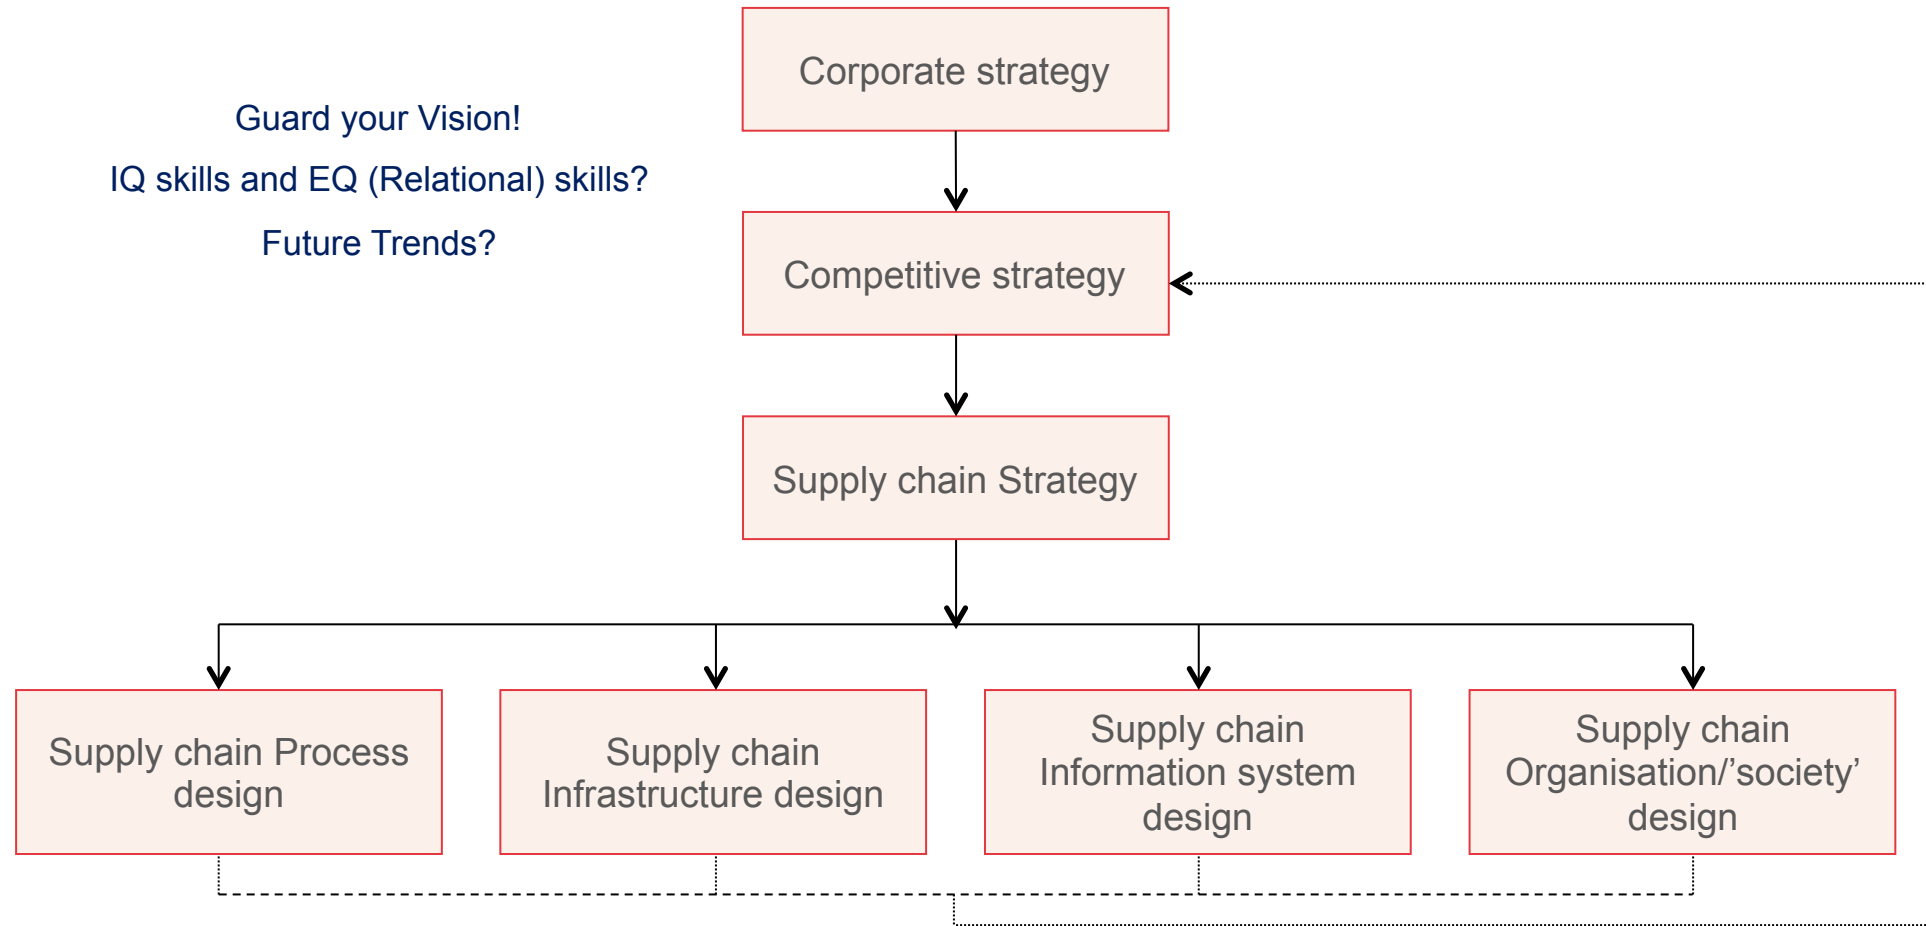 Corporate strategy
Guard your Vision!
IQ skills and EQ (Relational) skills?
Future Trends?
Competitive strategy
Supply chain Strategy
Supply chain Process
design
Supply chain
Infrastructure design
Supply chain
Information system
design
Supply chain
Organisation/’society’
design